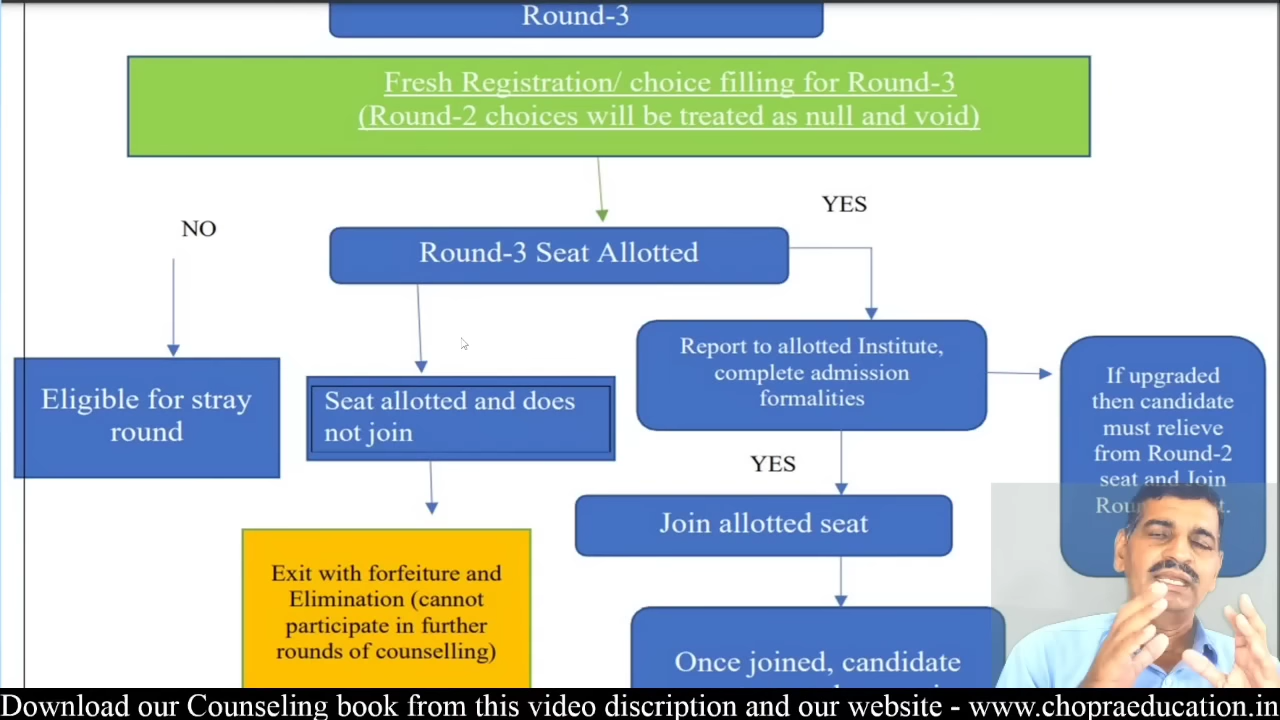 Round-3
Fresh Registration/ choice filling for Round-3
(Round-2 choices will be treated as null and void)
YES
NO
Round-3 Seat Allotted
Report to allotted Institute,
complete admission
formalities
If upgraded
then candidate
must relieve
from Round-2
seat and Join
Eligible for stray
round
Seat allotted and does
not join
YES
Join allotted seat
Exit with forfeiture and
Elimination (cannot
participate in further
rounds of counselling)
Once joined, candidate
Download our Counseling book from this video discription and our website - www.chopraeducation.in